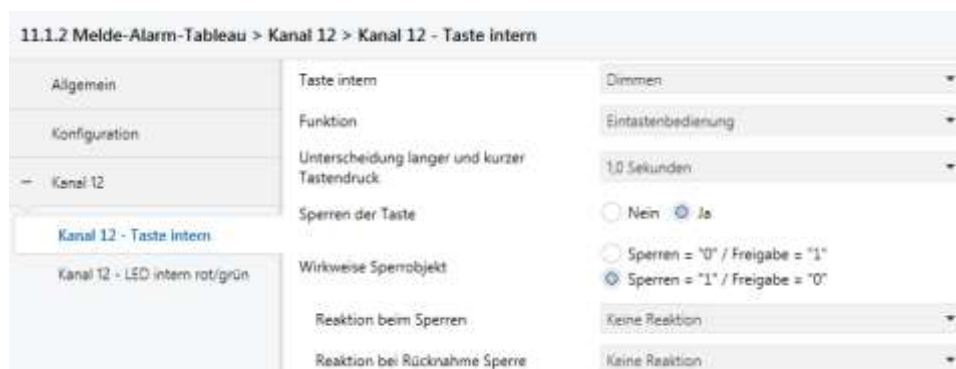 11.1.2 Melde-Alarm-Tableau > Kanal 12 > Kanal 12 - Taste intern
Allgemein
Konfiguration
− Kanal 12
Kanal 12 - Taste intern
Kanal 12 - LED intern rot/grün
Taste intern
Dimmen
Funktion
Eintastenbedienung
Unterscheidung langer und kurzer
Tastendruck
1,0 Sekunden
Sperren der Taste
Nein Ja
Wirkweise Sperrobjekt
Sperren = "0" / Freigabe = "1"
Sperren = "1" / Freigabe = "0"
Reaktion beim Sperren
Keine Reaktion
Reaktion bei Rücknahme Sperre
Keine Reaktion